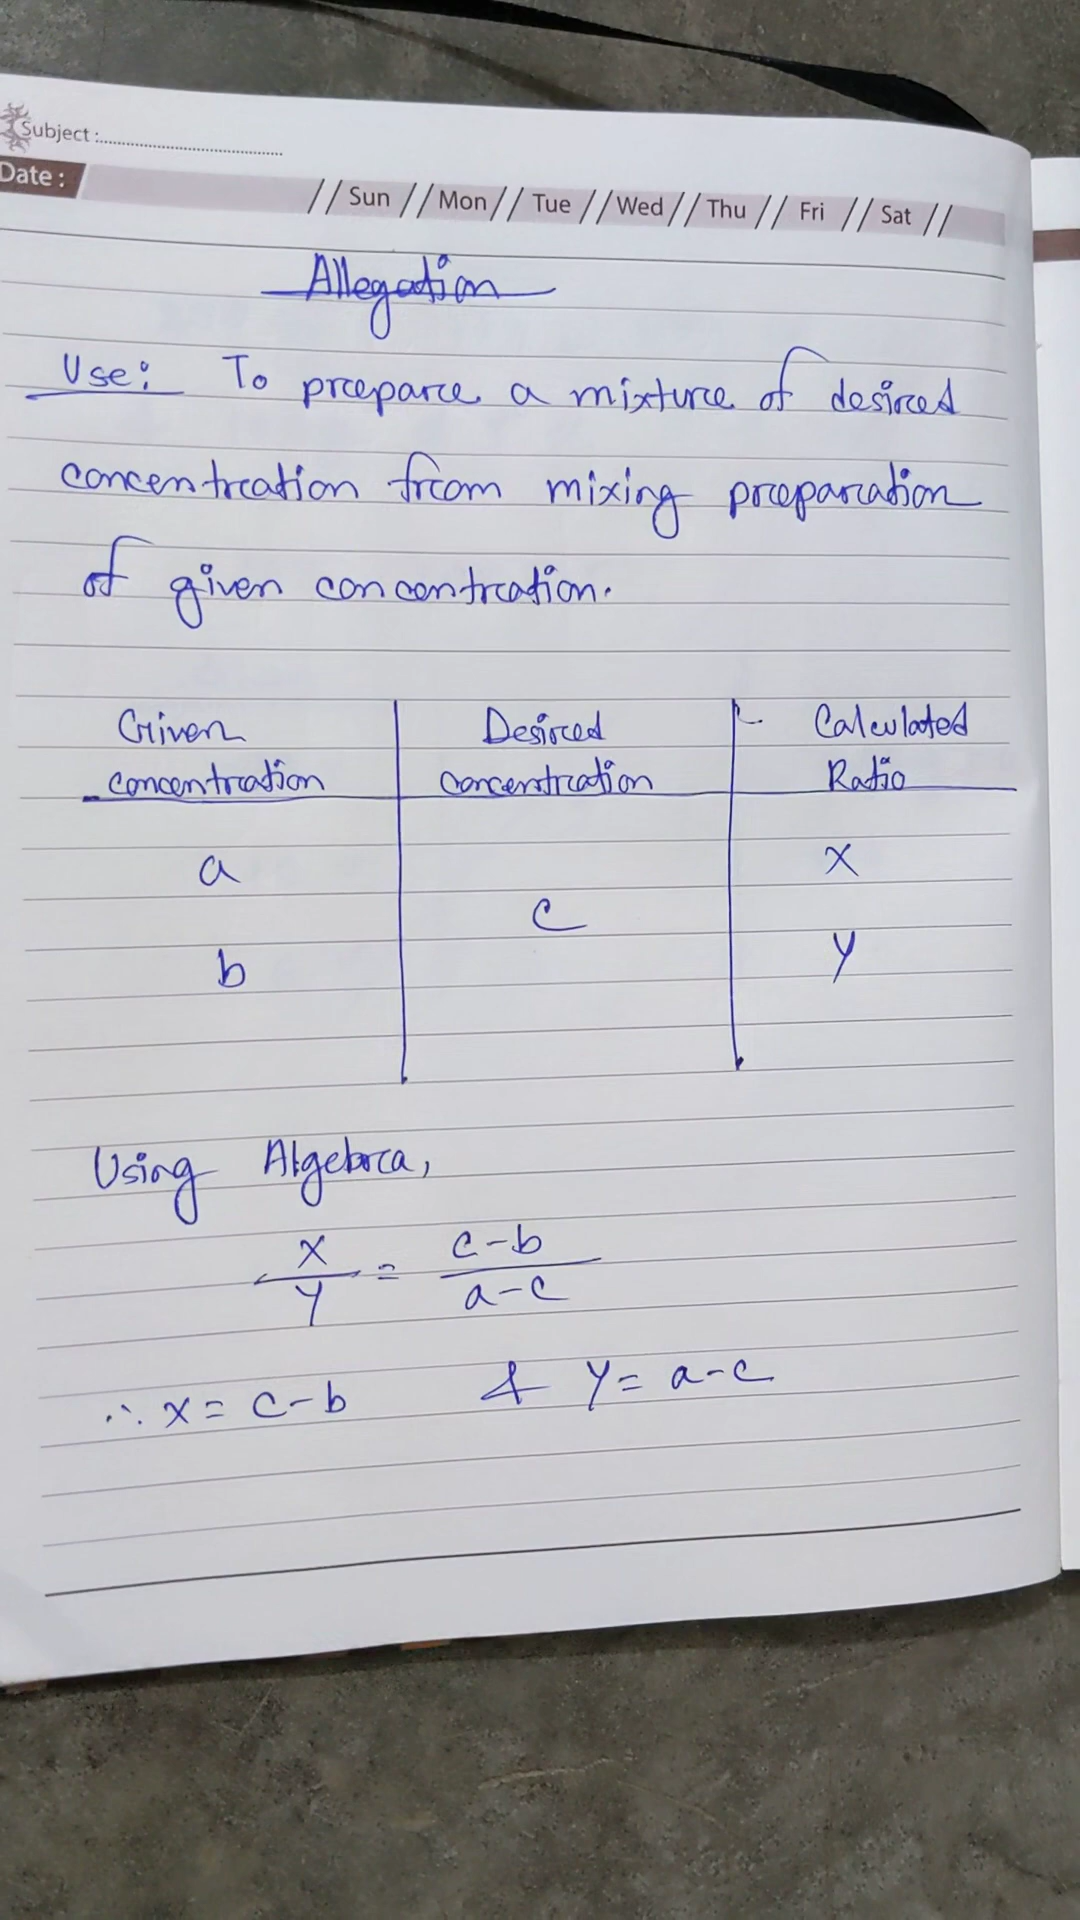 Subject :
Date :
// Sun // Mon // Tue // Wed // Thu // Fri // Sat //
Allegation
Use: To prepare a mixture of desired
concentration from mixing preparation
of given concentration.
Given Desired Calculated
concentration concentration Ratio
a x
c
b y
Using Algebra,
x/y = c-b/a-c
∴ x = c-b & y = a-c